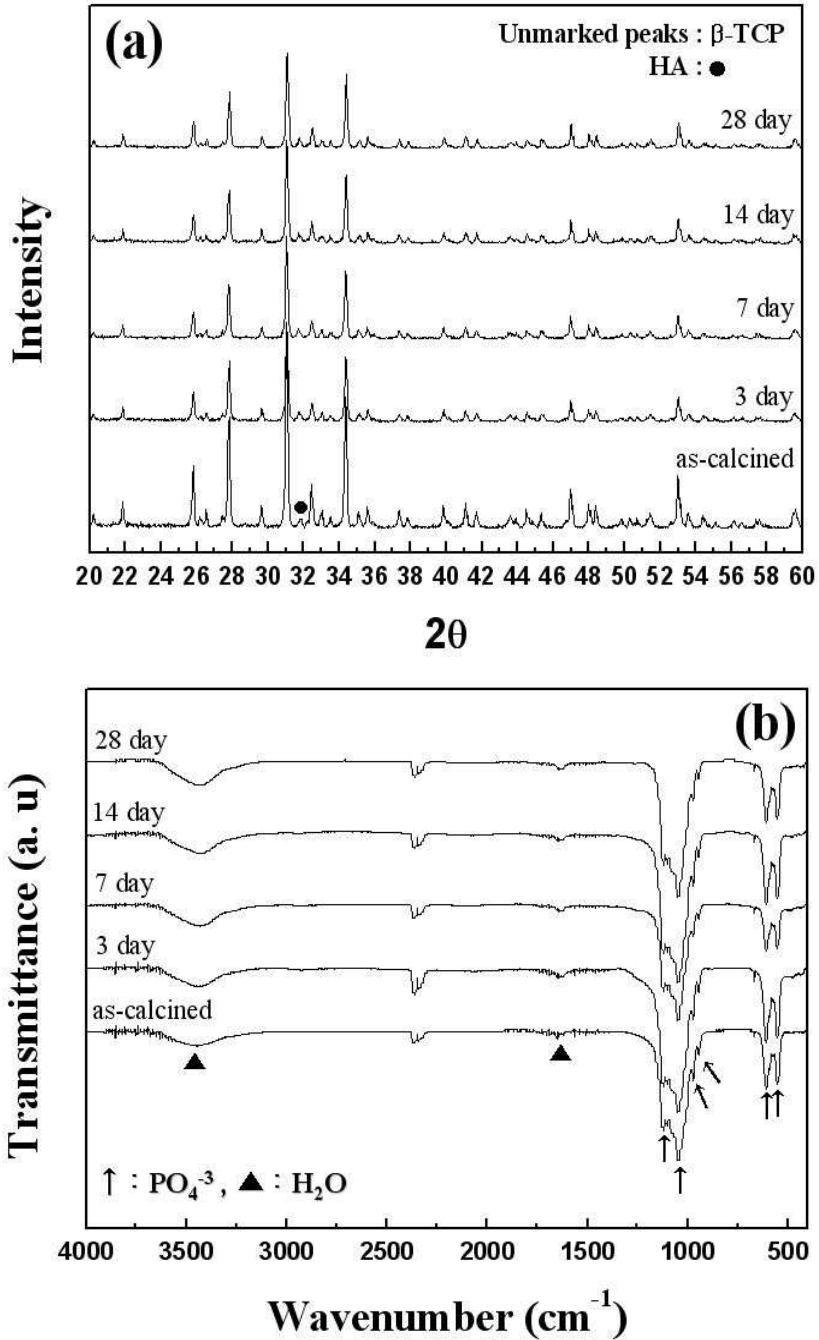 (a)
Unmarked peaks : β-TCP
HA : ●
28 day
14 day
7 day
3 day
as-calcined
Intensity
20 22 24 26 28 30 32 34 36 38 40 42 44 46 48 50 52 54 56 58 60
2θ
(b)
28 day
14 day
7 day
3 day
as-calcined
Transmittance (a. u)
↑ : PO₄⁻³ , ▲ : H₂O
4000 3500 3000 2500 2000 1500 1000 500
Wavenumber (cm⁻¹)